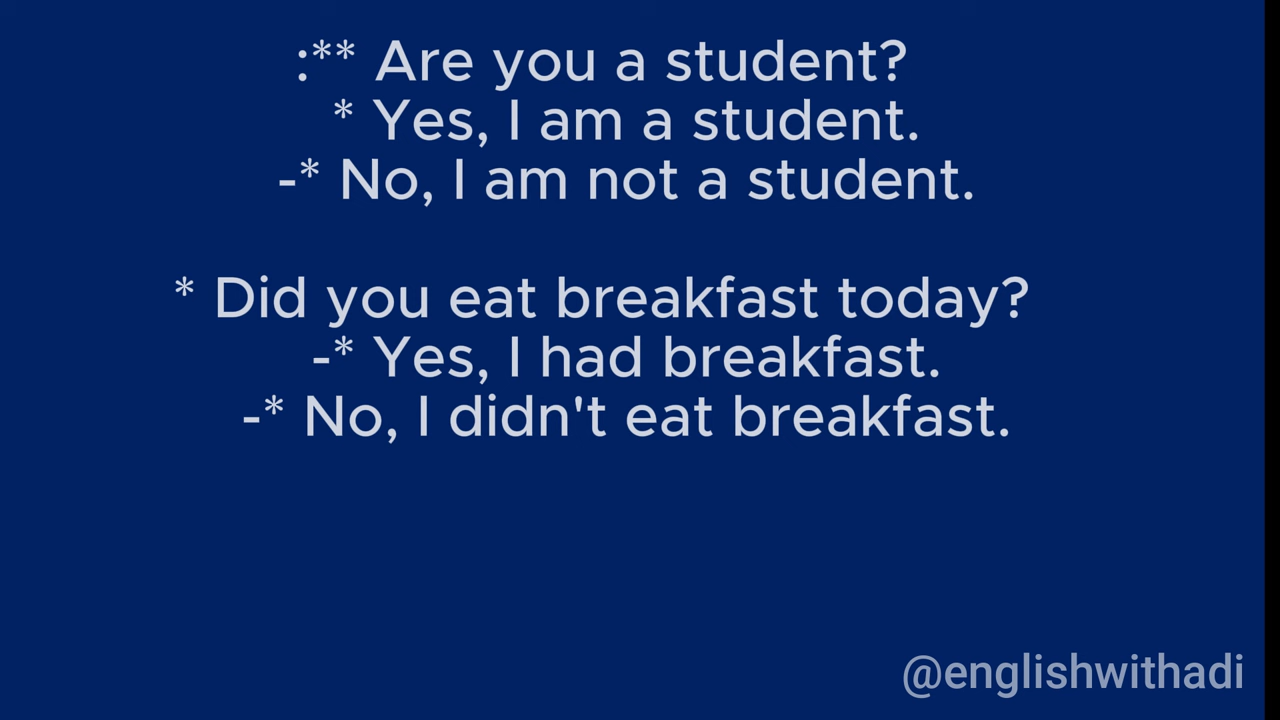 :** Are you a student?
* Yes, I am a student.
-* No, I am not a student.
* Did you eat breakfast today?
-* Yes, I had breakfast.
-* No, I didn't eat breakfast.
@englishwithadi